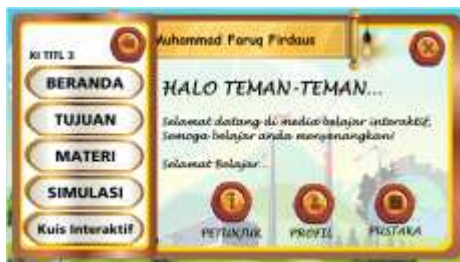 XI TITL 3
BERANDA
TUJUAN
MATERI
SIMULASI
Kuis Interaktif
Muhammad Faruq Firdaus
HALO TEMAN-TEMAN...
Selamat datang di media belajar interaktif,
Semoga belajar anda menyenangkan!
Selamat Belajar...
PETUNJUK
PROFIL
PUSTAKA